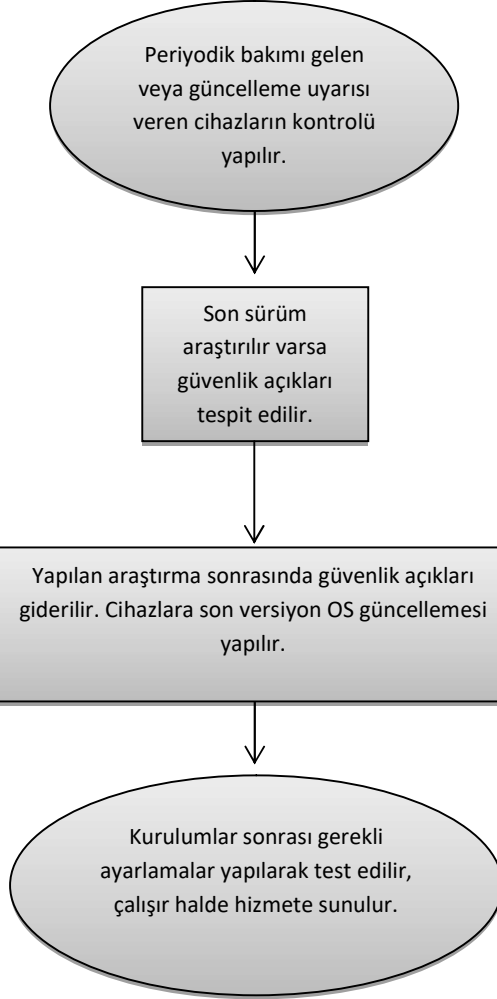 Periyodik bakımı gelen
veya güncelleme uyarısı
veren cihazların kontrolü
yapılır.
Son sürüm
araştırılır varsa
güvenlik açıkları
tespit edilir.
Yapılan araştırma sonrasında güvenlik açıkları
giderilir. Cihazlara son versiyon OS güncellemesi
yapılır.
Kurulumlar sonrası gerekli
ayarlamalar yapılarak test edilir,
çalışır halde hizmete sunulur.